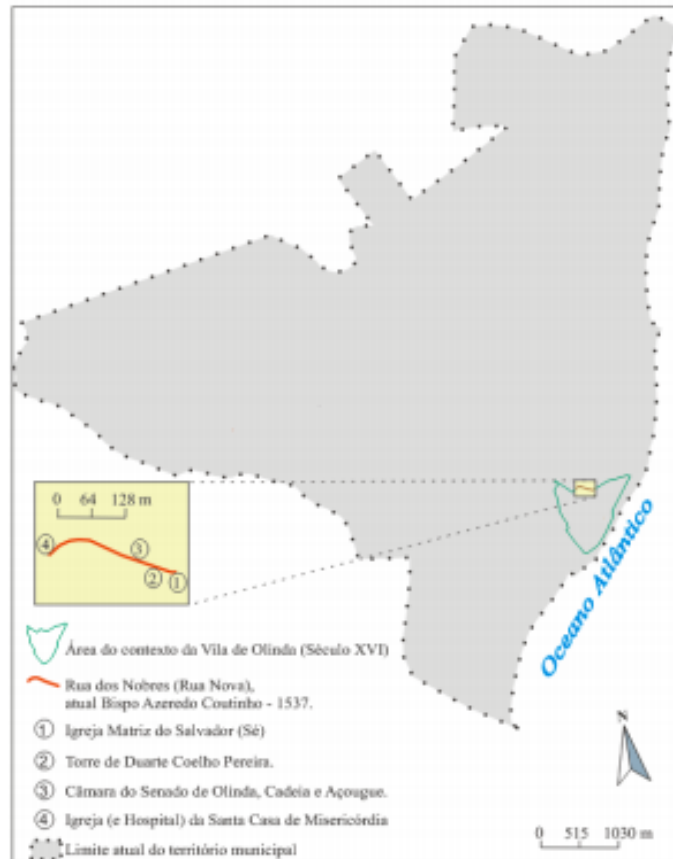 0 64 128 m
4
3
2
1
Oceano Atlântico
Área do contexto da Vila de Olinda (Século XVI)
Rua dos Nobres (Rua Nova),
atual Bispo Azeredo Coutinho - 1537.
1 Igreja Matriz do Salvador (Sé)
2 Torre de Duarte Coelho Pereira.
3 Câmara do Senado de Olinda, Cadeia e Açougue.
4 Igreja (e Hospital) da Santa Casa de Misericórdia
Limite atual do território municipal
N
0 515 1030 m